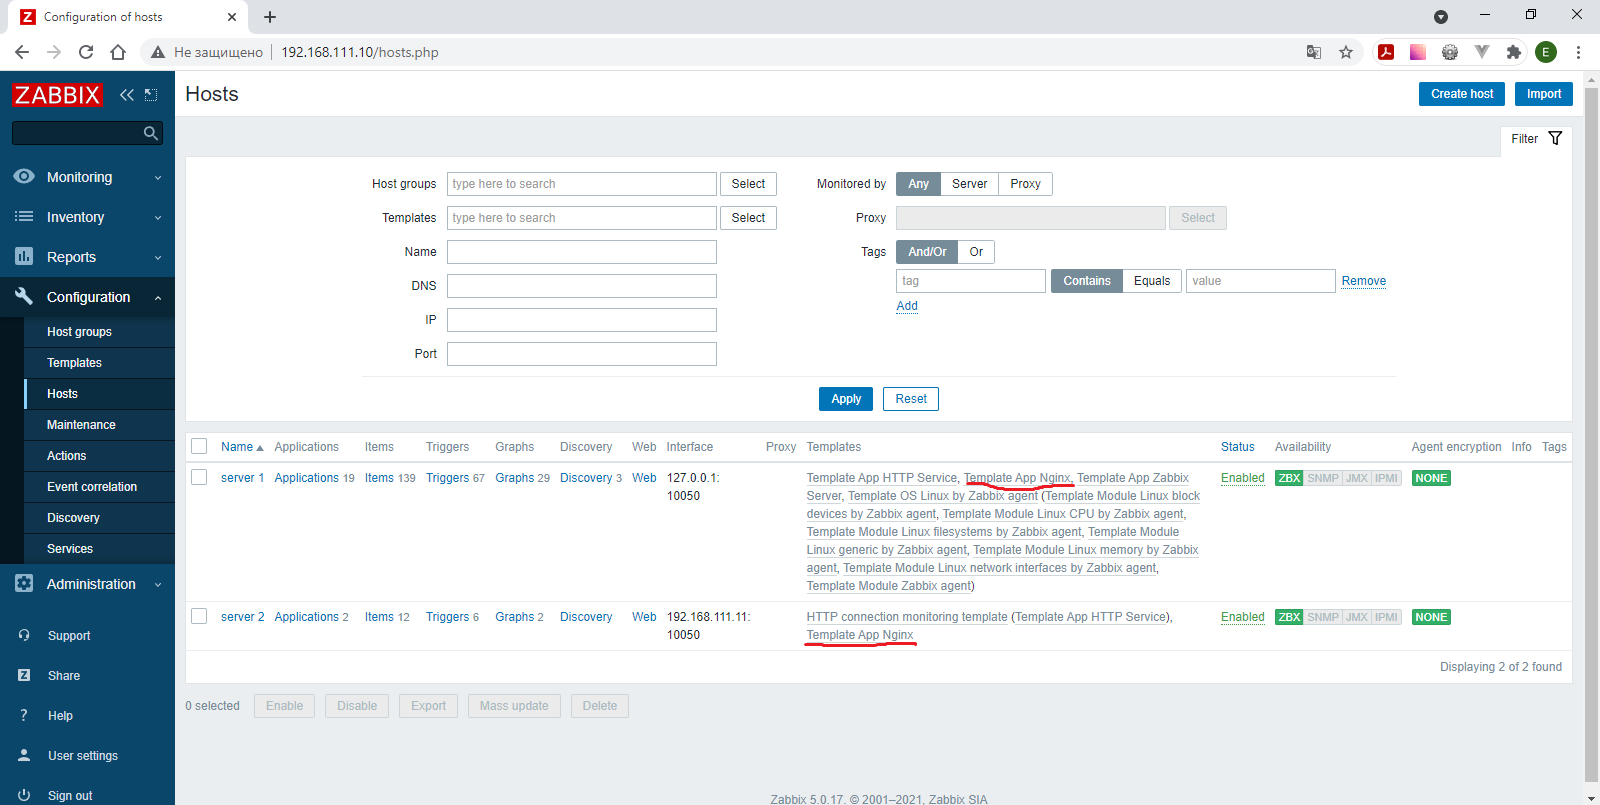 Configuration of hosts
Не защищено 192.168.111.10/hosts.php
E
ZABBIX
Hosts
Create host Import
Filter
Monitoring
Inventory
Reports
Configuration
Host groups
Templates
Hosts
Maintenance
Actions
Event correlation
Discovery
Services
Administration
Support
Share
Help
User settings
Sign out
Host groups type here to search Select
Templates type here to search Select
Name
DNS
IP
Port
Monitored by Any Server Proxy
Proxy Select
Tags And/Or Or
tag Contains Equals value Remove
Add
Apply Reset
Name Applications Items Triggers Graphs Discovery Web Interface Proxy Templates Status Availability Agent encryption Info Tags
server 1 Applications 19 Items 139 Triggers 67 Graphs 29 Discovery 3 Web 127.0.0.1: Template App HTTP Service, Template App Nginx, Template App Zabbix Enabled ZBX SNMP JMX IPMI NONE
10050 Server, Template OS Linux by Zabbix agent (Template Module Linux block
devices by Zabbix agent, Template Module Linux CPU by Zabbix agent,
Template Module Linux filesystems by Zabbix agent, Template Module
Linux generic by Zabbix agent, Template Module Linux memory by Zabbix
agent, Template Module Linux network interfaces by Zabbix agent,
Template Module Zabbix agent)
server 2 Applications 2 Items 12 Triggers 6 Graphs 2 Discovery Web 192.168.111.11: HTTP connection monitoring template (Template App HTTP Service), Enabled ZBX SNMP JMX IPMI NONE
10050 Template App Nginx
Displaying 2 of 2 found
0 selected Enable Disable Export Mass update Delete
Zabbix 5.0.17. © 2001–2021, Zabbix SIA